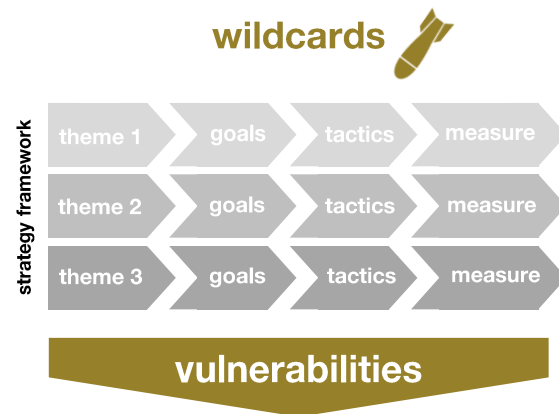 wildcards
strategy framework
theme 1 goals tactics measure
theme 2 goals tactics measure
theme 3 goals tactics measure
vulnerabilities